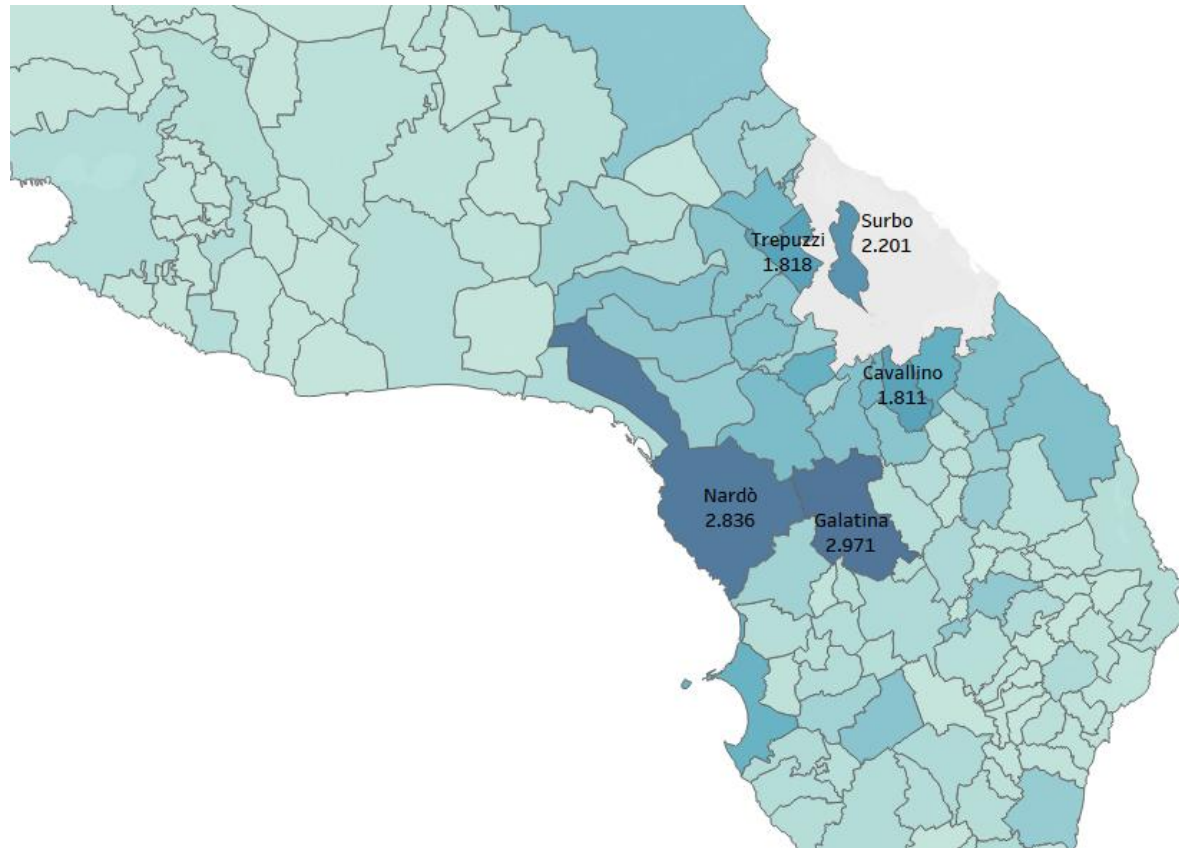 Surbo
2.201
Trepuzzi
1.818
Cavallino
1.811
Nardò
2.836
Galatina
2.971